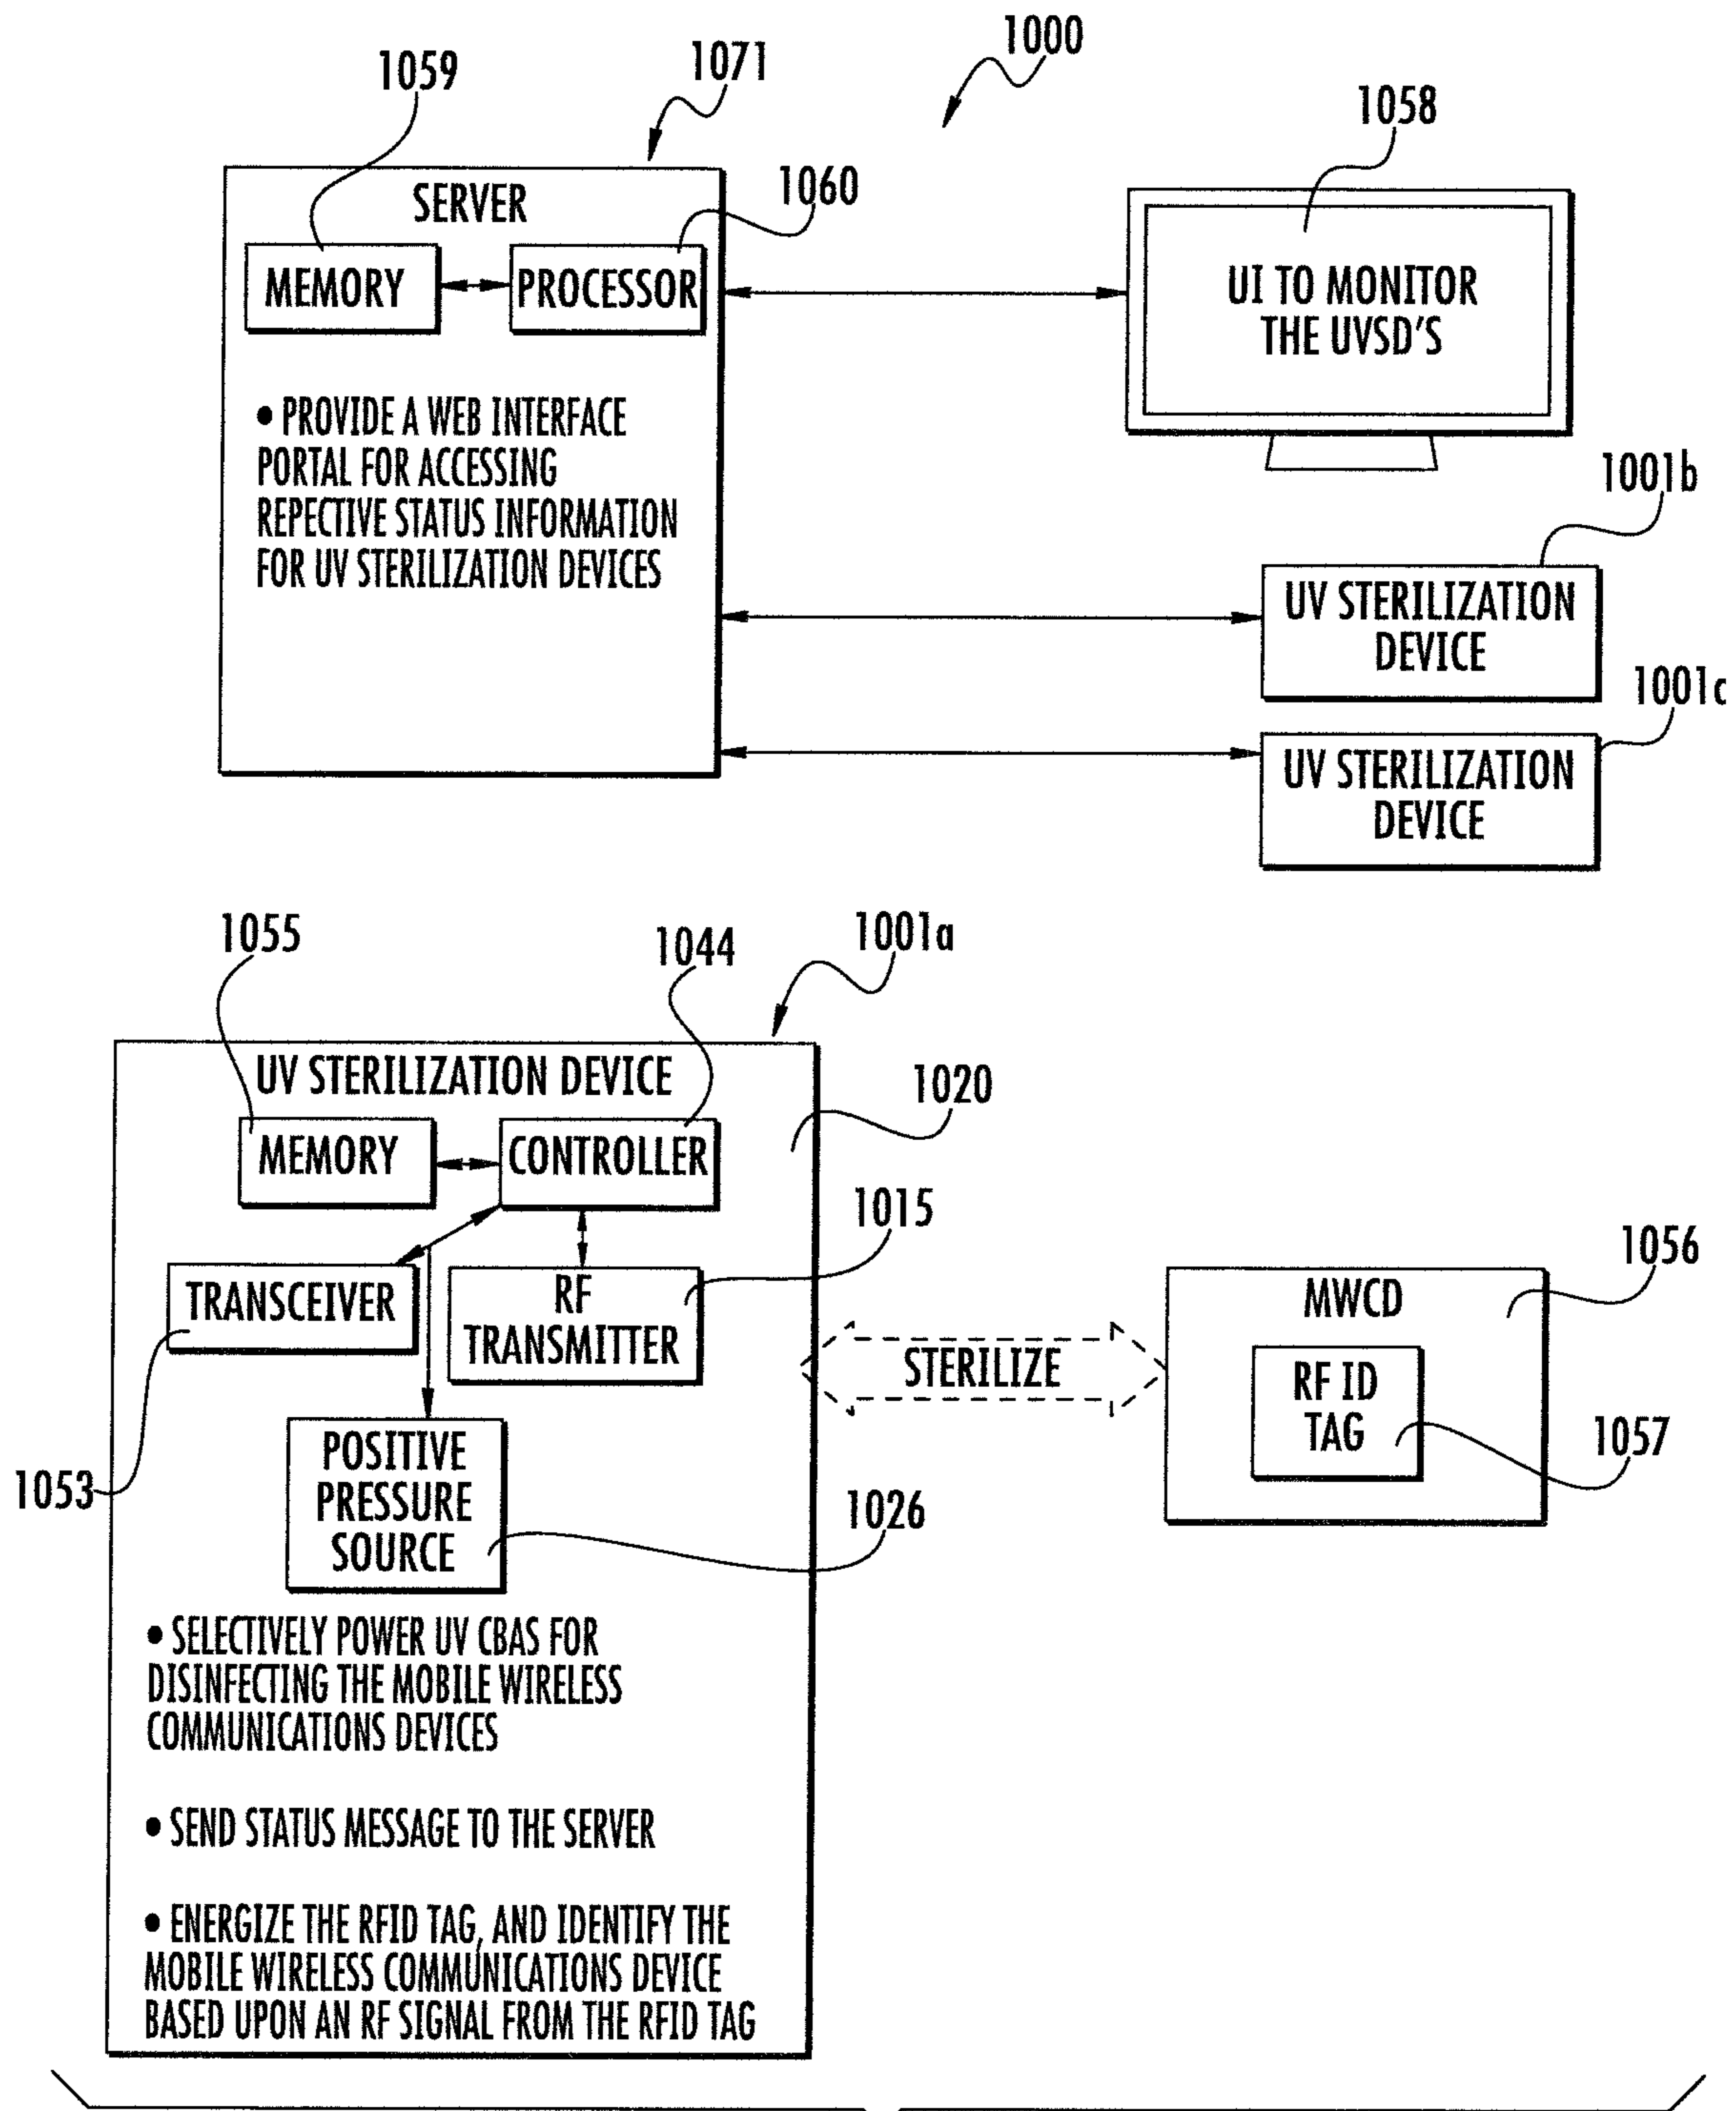 1000
1059
1071
1058
SERVER
1060
MEMORY
PROCESSOR
UI TO MONITOR
THE UVSD'S
• PROVIDE A WEB INTERFACE
PORTAL FOR ACCESSING
REPECTIVE STATUS INFORMATION
FOR UV STERILIZATION DEVICES
1001b
UV STERILIZATION
DEVICE
1001c
UV STERILIZATION
DEVICE
1055
1044
1001a
UV STERILIZATION DEVICE
1020
MEMORY
CONTROLLER
1015
TRANSCEIVER
RF
TRANSMITTER
1056
MWCD
STERILIZE
RF ID
TAG
1057
1053
POSITIVE
PRESSURE
SOURCE
1026
• SELECTIVELY POWER UV CBAS FOR
DISINFECTING THE MOBILE WIRELESS
COMMUNICATIONS DEVICES
• SEND STATUS MESSAGE TO THE SERVER
• ENERGIZE THE RFID TAG, AND IDENTIFY THE
MOBILE WIRELESS COMMUNICATIONS DEVICE
BASED UPON AN RF SIGNAL FROM THE RFID TAG